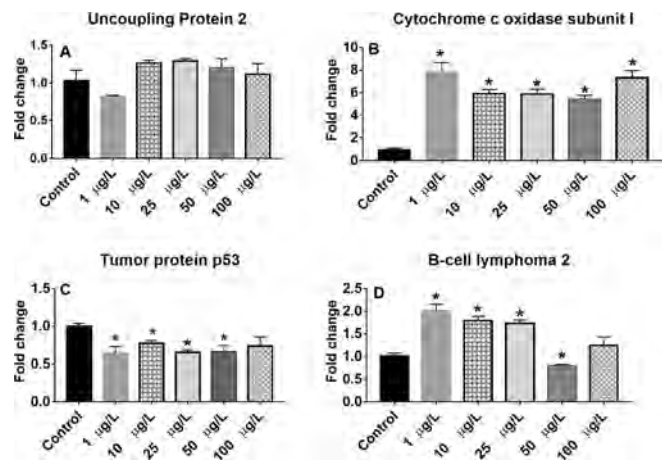 Uncoupling Protein 2
A
Fold change
1.5
1.0
0.5
0.0
Control
1 µg/L
10 µg/L
25 µg/L
50 µg/L
100 µg/L
Cytochrome c oxidase subunit I
B
Fold change
10
8
6
4
2
0
* * * * *
Control
1 µg/L
10 µg/L
25 µg/L
50 µg/L
100 µg/L
Tumor protein p53
C
Fold change
1.5
1.0
0.5
0.0
* * * *
Control
1 µg/L
10 µg/L
25 µg/L
50 µg/L
100 µg/L
B-cell lymphoma 2
D
Fold change
2.5
2.0
1.5
1.0
0.5
0.0
* * * *
Control
1 µg/L
10 µg/L
25 µg/L
50 µg/L
100 µg/L